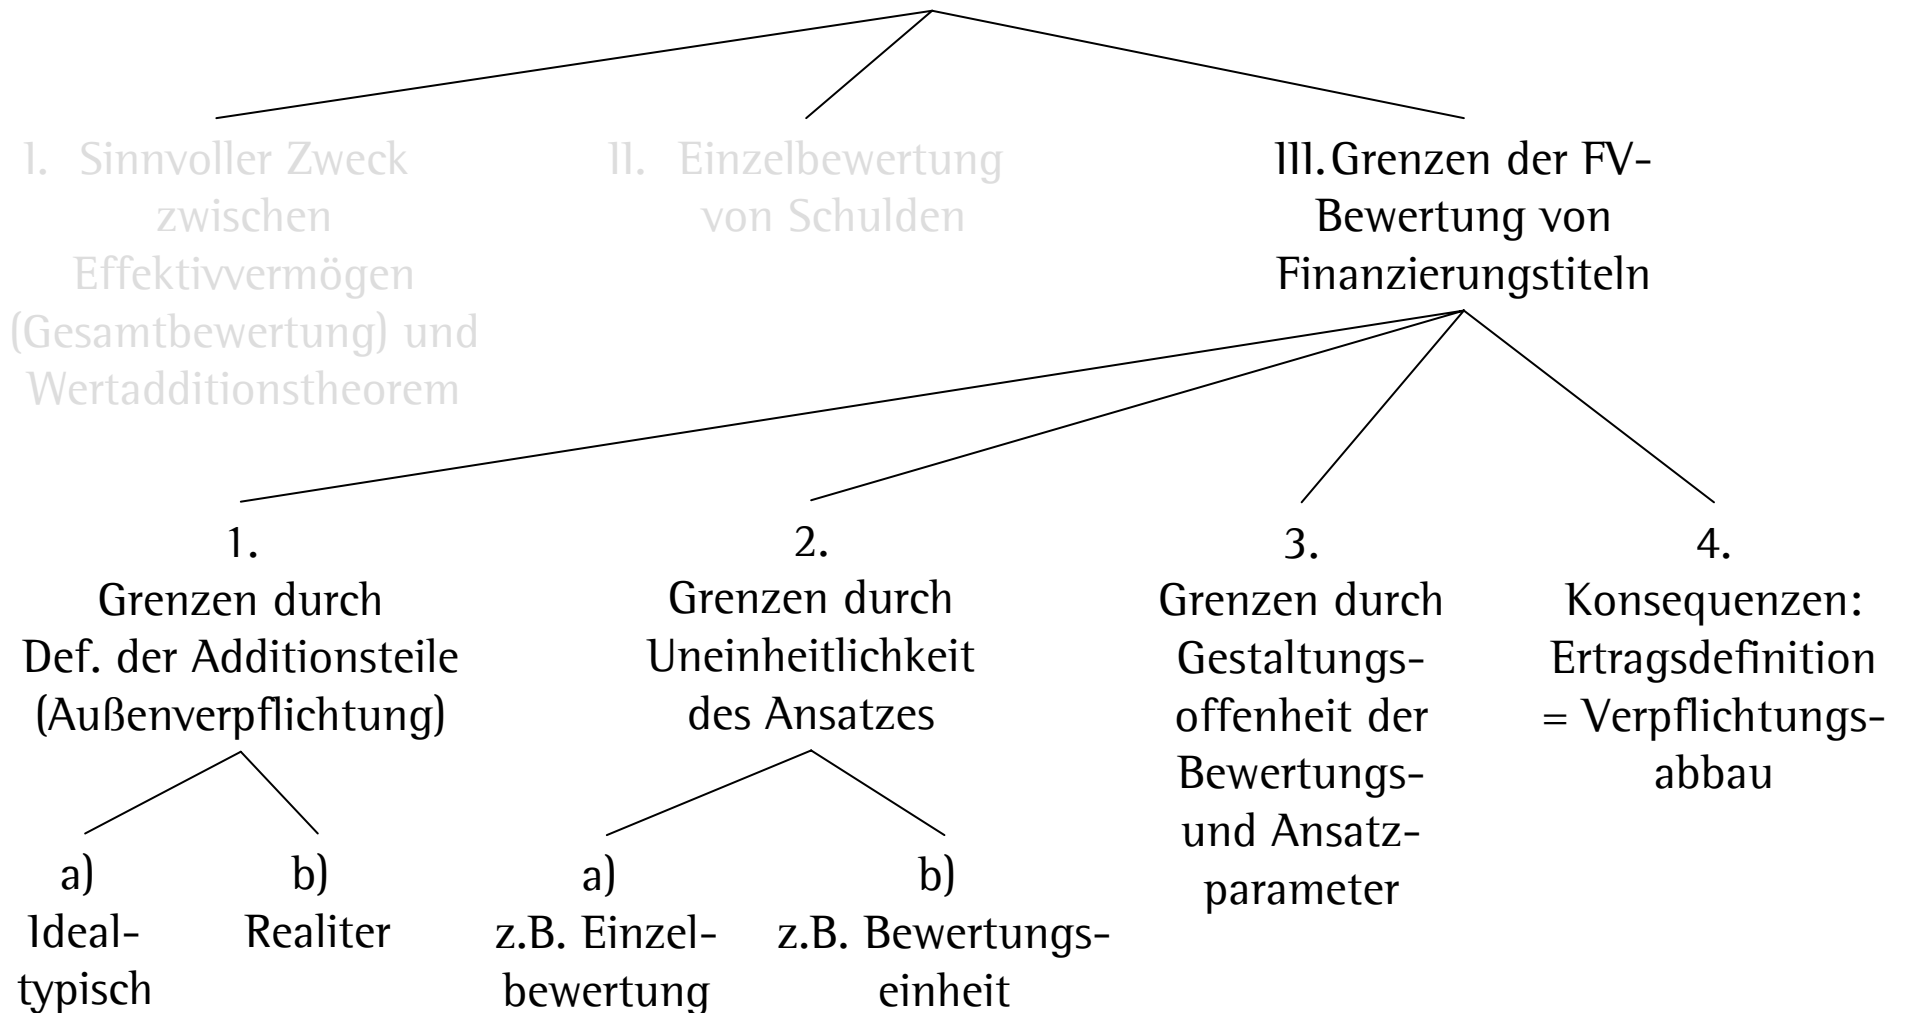 I. Sinnvoller Zweck
zwischen
Effektivvermögen
(Gesamtbewertung) und
Wertadditionstheorem
II. Einzelbewertung
von Schulden
III. Grenzen der FV-
Bewertung von
Finanzierungstiteln
1.
Grenzen durch
Def. der Additionsteile
(Außenverpflichtung)
a)
Ideal-
typisch
b)
Realiter
2.
Grenzen durch
Uneinheitlichkeit
des Ansatzes
a)
z.B. Einzel-
bewertung
b)
z.B. Bewertungs-
einheit
3.
Grenzen durch
Gestaltungs-
offenheit der
Bewertungs-
und Ansatz-
parameter
4.
Konsequenzen:
Ertragsdefinition
= Verpflichtungs-
abbau